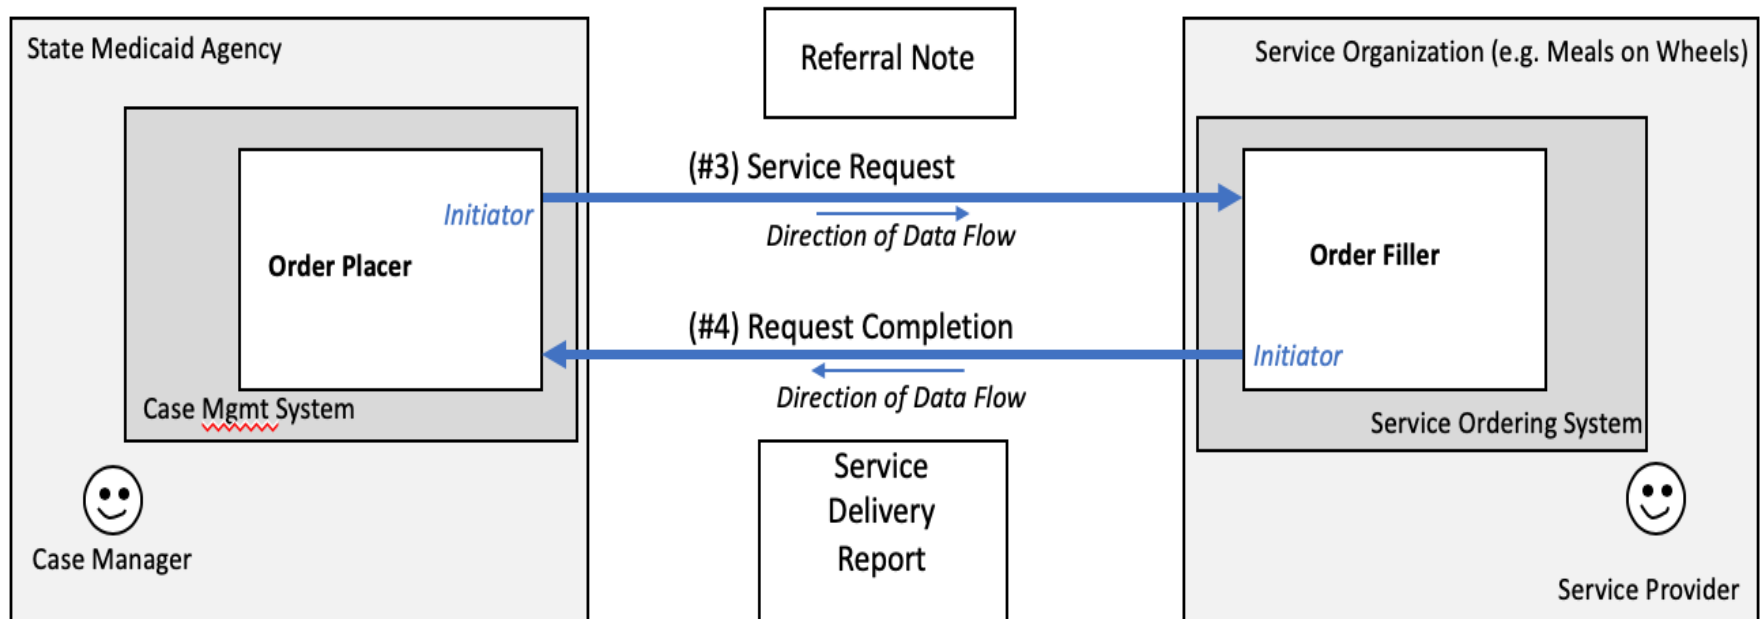 State Medicaid Agency
Referral Note
Service Organization (e.g. Meals on Wheels)
(#3) Service Request
Initiator
Direction of Data Flow
Order Placer
Order Filler
(#4) Request Completion
Initiator
Direction of Data Flow
Case Mgmt System
Service Ordering System
Service
Delivery
Report
Case Manager
Service Provider